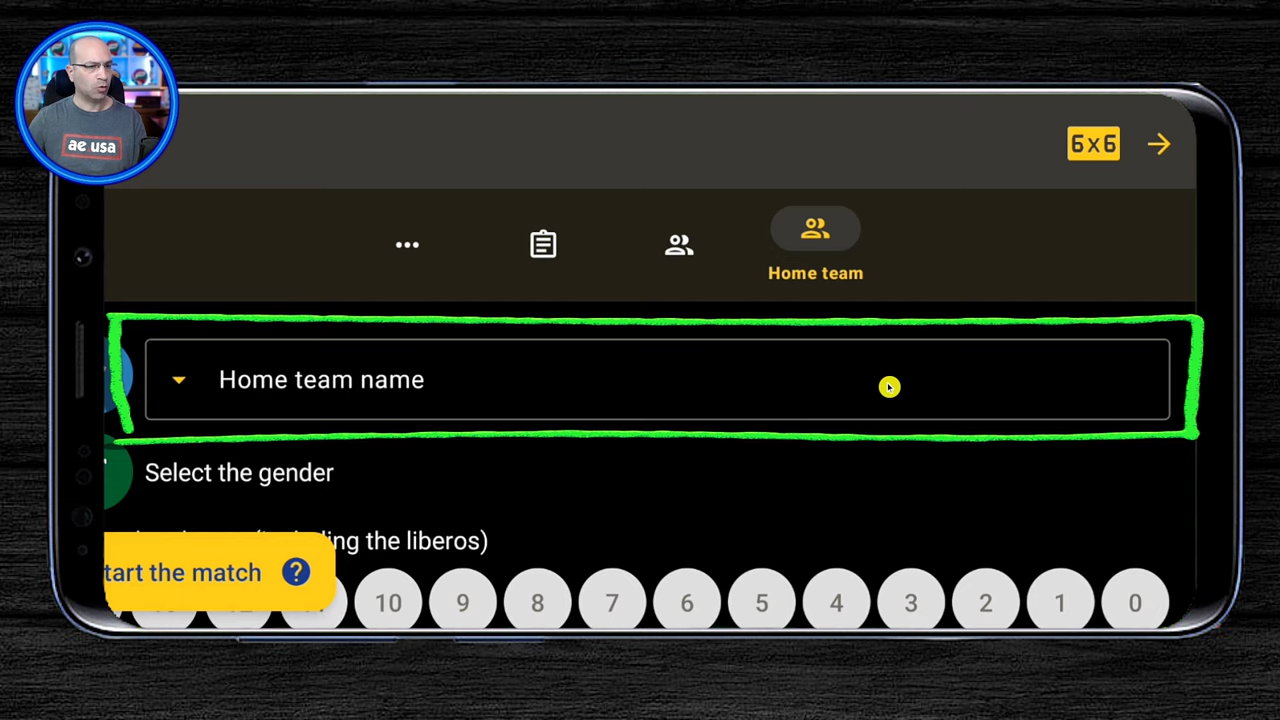 ae usa
6x6
Home team
Home team name
Select the gender
(including the liberos)
tart the match ?
10 9 8 7 6 5 4 3 2 1 0